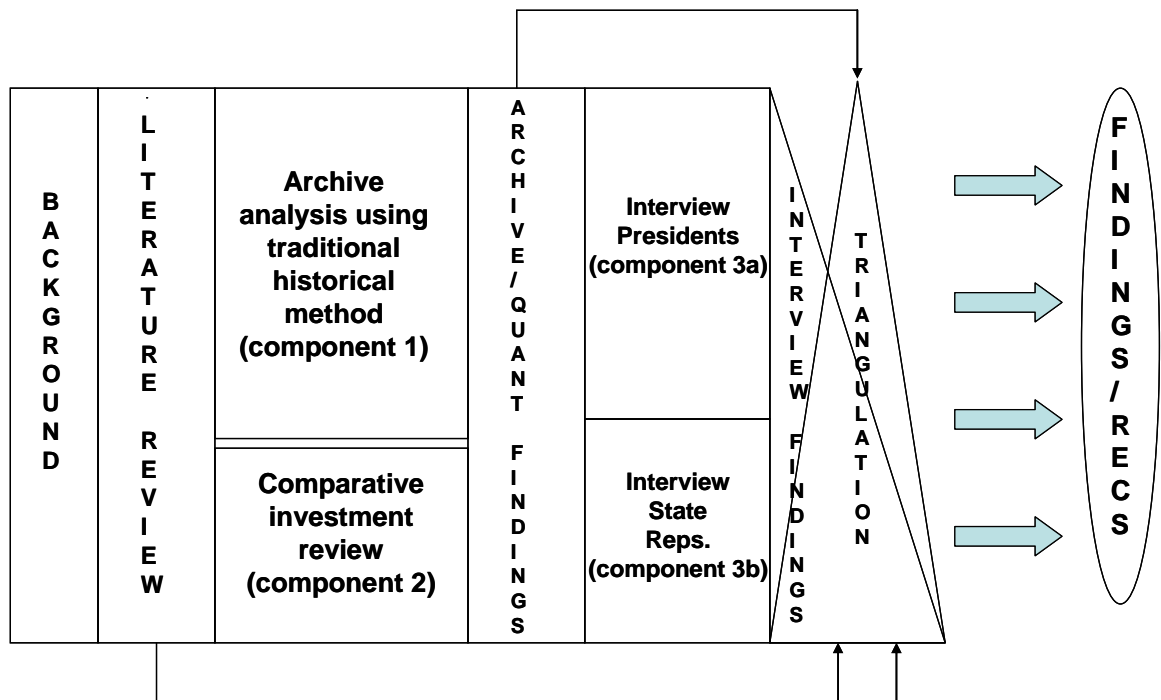 BACKGROUND
LITERATURE REVIEW
Archive
analysis using
traditional
historical
method
(component 1)
Comparative
investment
review
(component 2)
ARCHIVE/QUANT FINDINGS
Interview
Presidents
(component 3a)
Interview
State
Reps.
(component 3b)
INTERVIEW FINDINGS
TRIANGULATION
FINDINGS/RECS